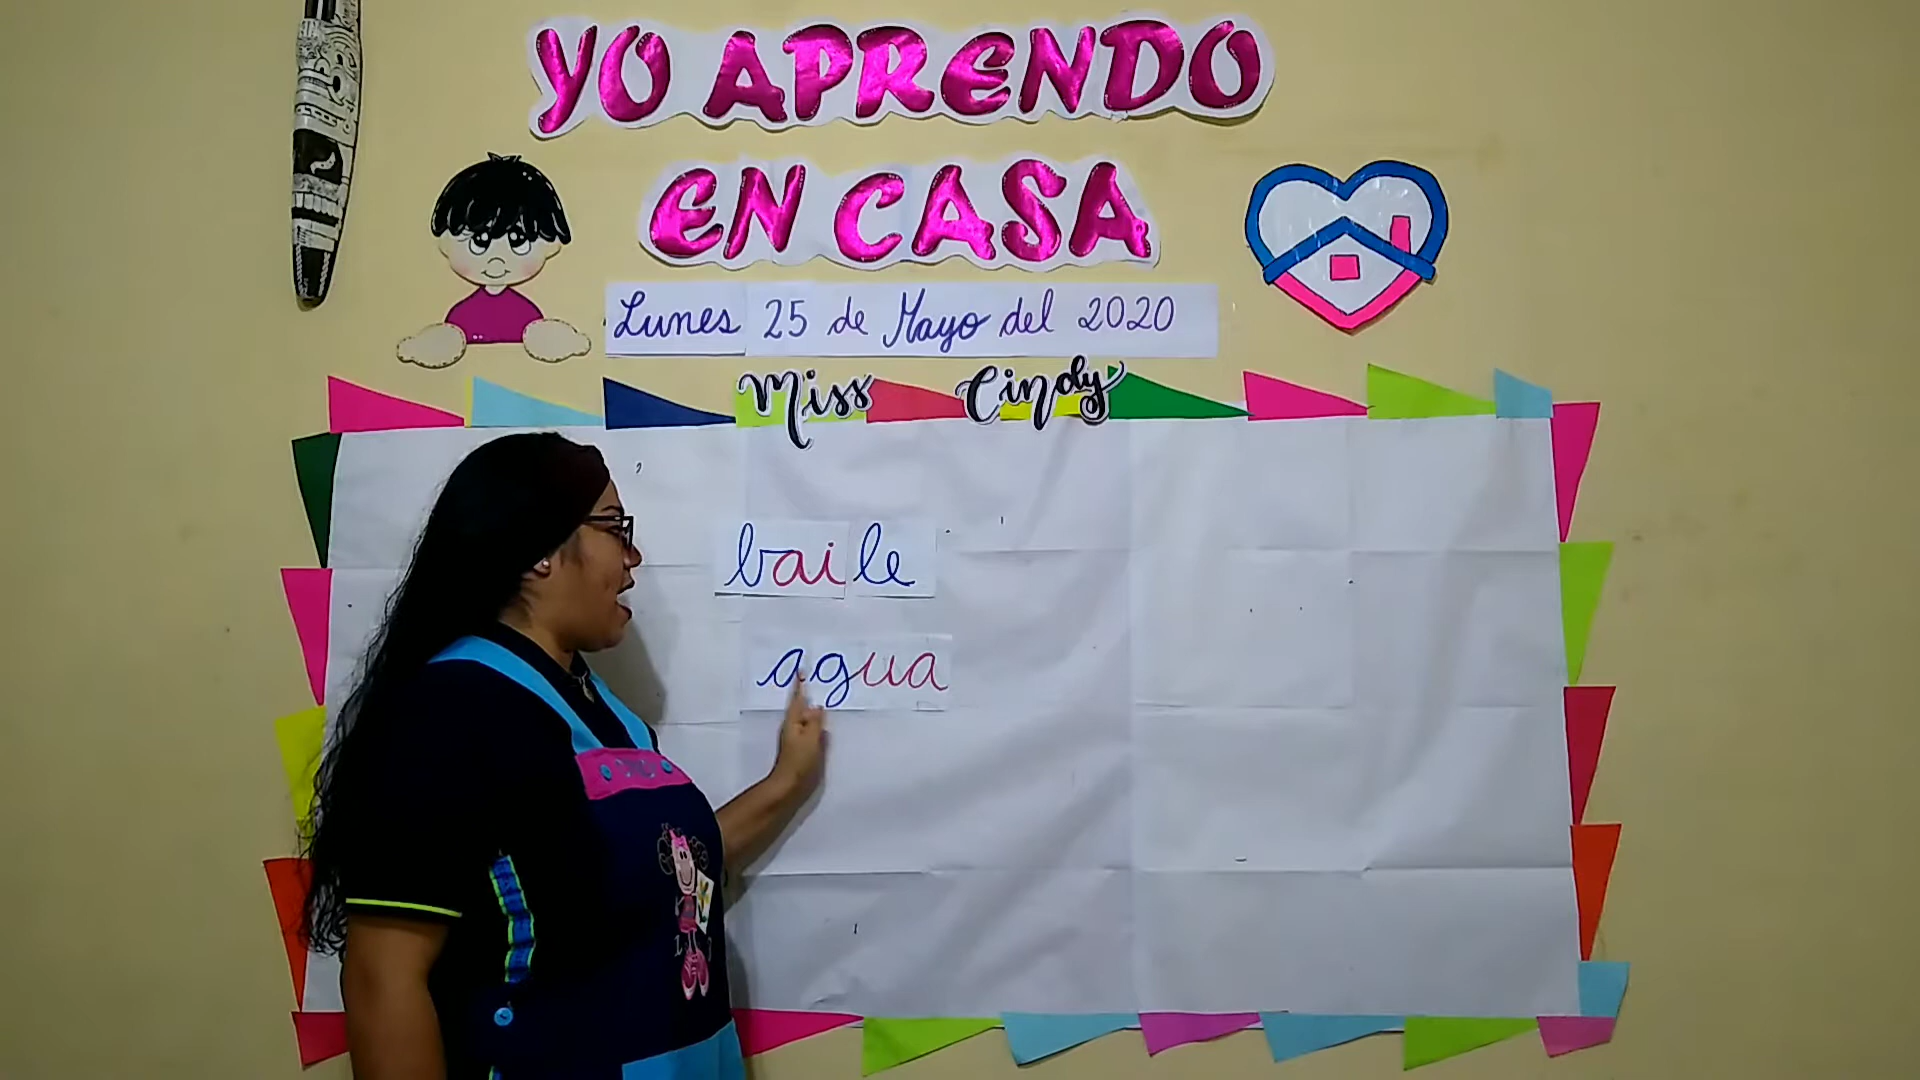 YO APRENDO
EN CASA
Lunes 25 de Mayo del 2020
Miss Cindy
baile
agua